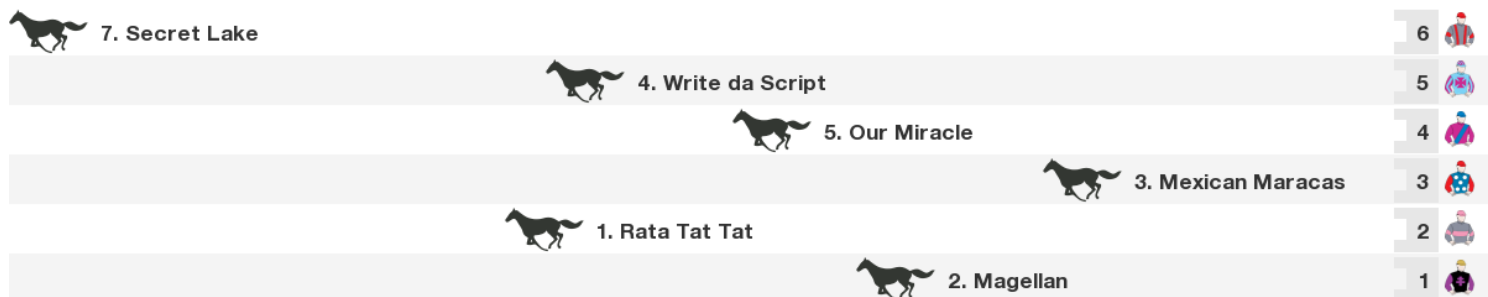 7. Secret Lake 6
4. Write da Script 5
5. Our Miracle 4
3. Mexican Maracas 3
1. Rata Tat Tat 2
2. Magellan 1